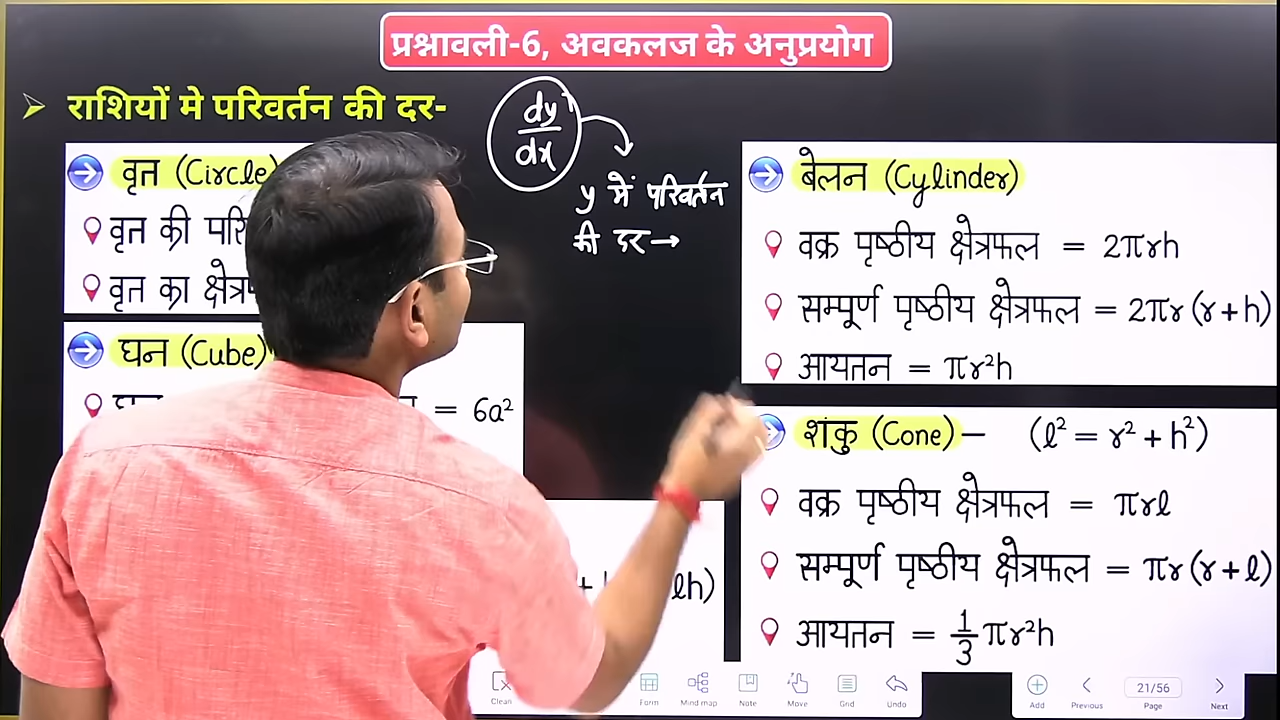 प्रश्नावली-6, अवकलज के अनुप्रयोग
राशियों मे परिवर्तन की दर-
dy
dx
y में परिवर्तन
की दर→
वृत (Circle)
वृत की
वृत का
घन (Cube)
= 6a²
lh)
बेलन (Cylinder)
वक्र पृष्ठीय क्षेत्रफल = 2πrh
सम्पूर्ण पृष्ठीय क्षेत्रफल = 2πr(r+h)
आयतन = πr²h
शंकु (Cone)— (l² = r² + h²)
वक्र पृष्ठीय क्षेत्रफल = πrl
सम्पूर्ण पृष्ठीय क्षेत्रफल = πr(r+l)
आयतन = 1/3 πr²h
Clean Form Mind map Note Move Grid Undo
Add Previous 21/56 Page Next